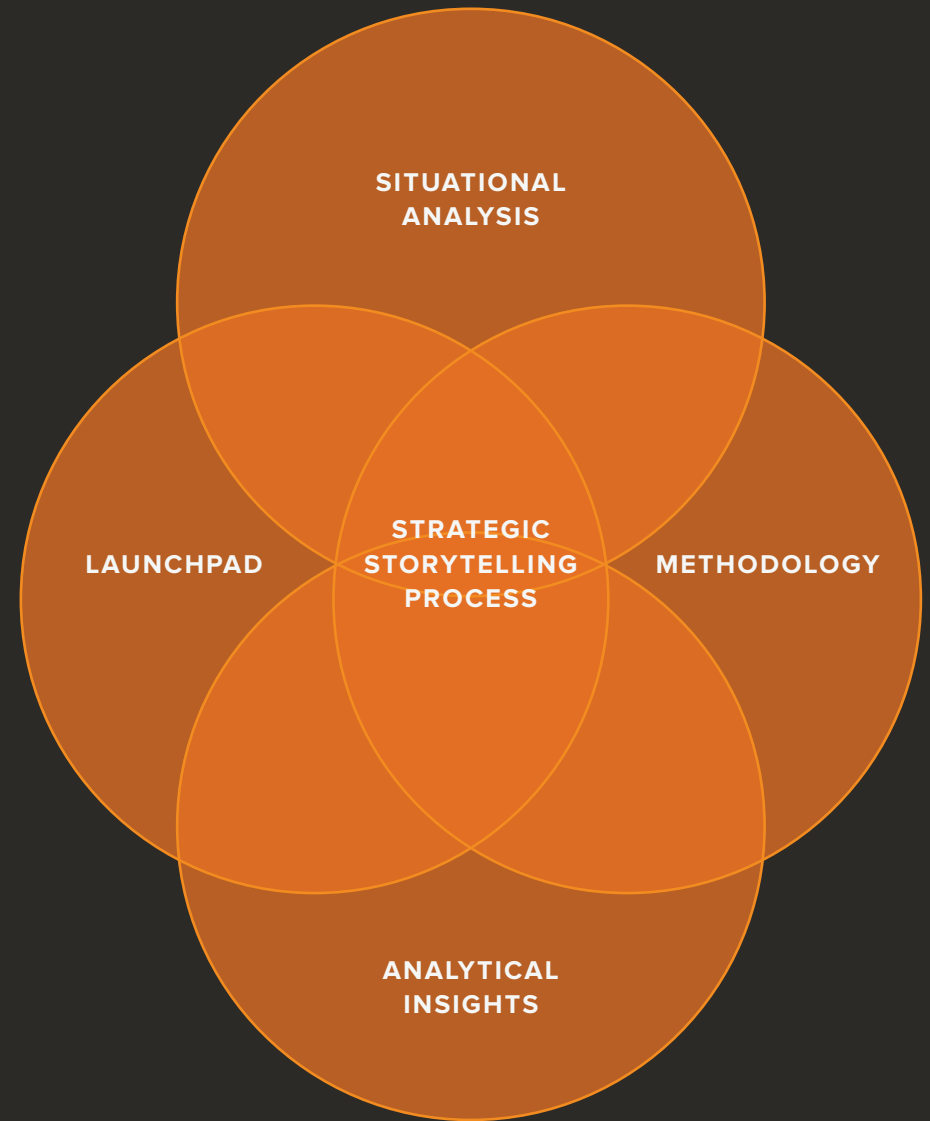 SITUATIONAL
ANALYSIS
STRATEGIC
STORYTELLING
PROCESS
LAUNCHPAD
METHODOLOGY
ANALYTICAL
INSIGHTS